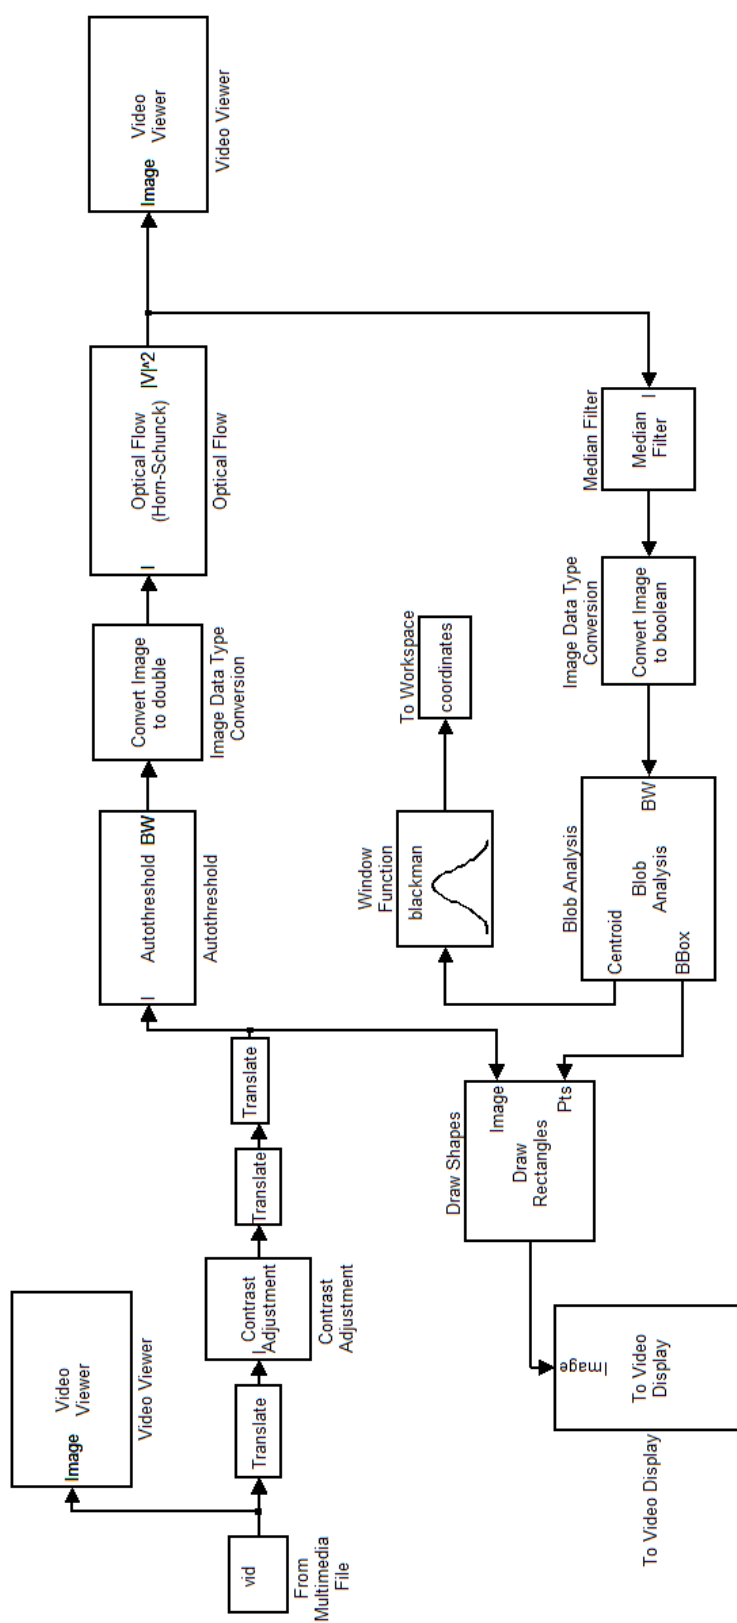 vid
From
Multimedia
File
Image
Video
Viewer
Video Viewer
Translate
I
Contrast
Adjustment
Contrast
Adjustment
Translate
Translate
I
Autothreshold
BW
Autothreshold
Convert Image
to double
Image Data Type
Conversion
I
Optical Flow
(Horn-Schunck)
|V|^2
Optical Flow
Image
Video
Viewer
Video Viewer
Median Filter
I
Median
Filter
Image Data Type
Conversion
Convert Image
to boolean
Blob Analysis
BW
Blob
Analysis
Centroid
BBox
Window
Function
blackman
To Workspace
coordinates
Draw Shapes
Image
Pts
Draw
Rectangles
Image
To Video
Display
To Video Display